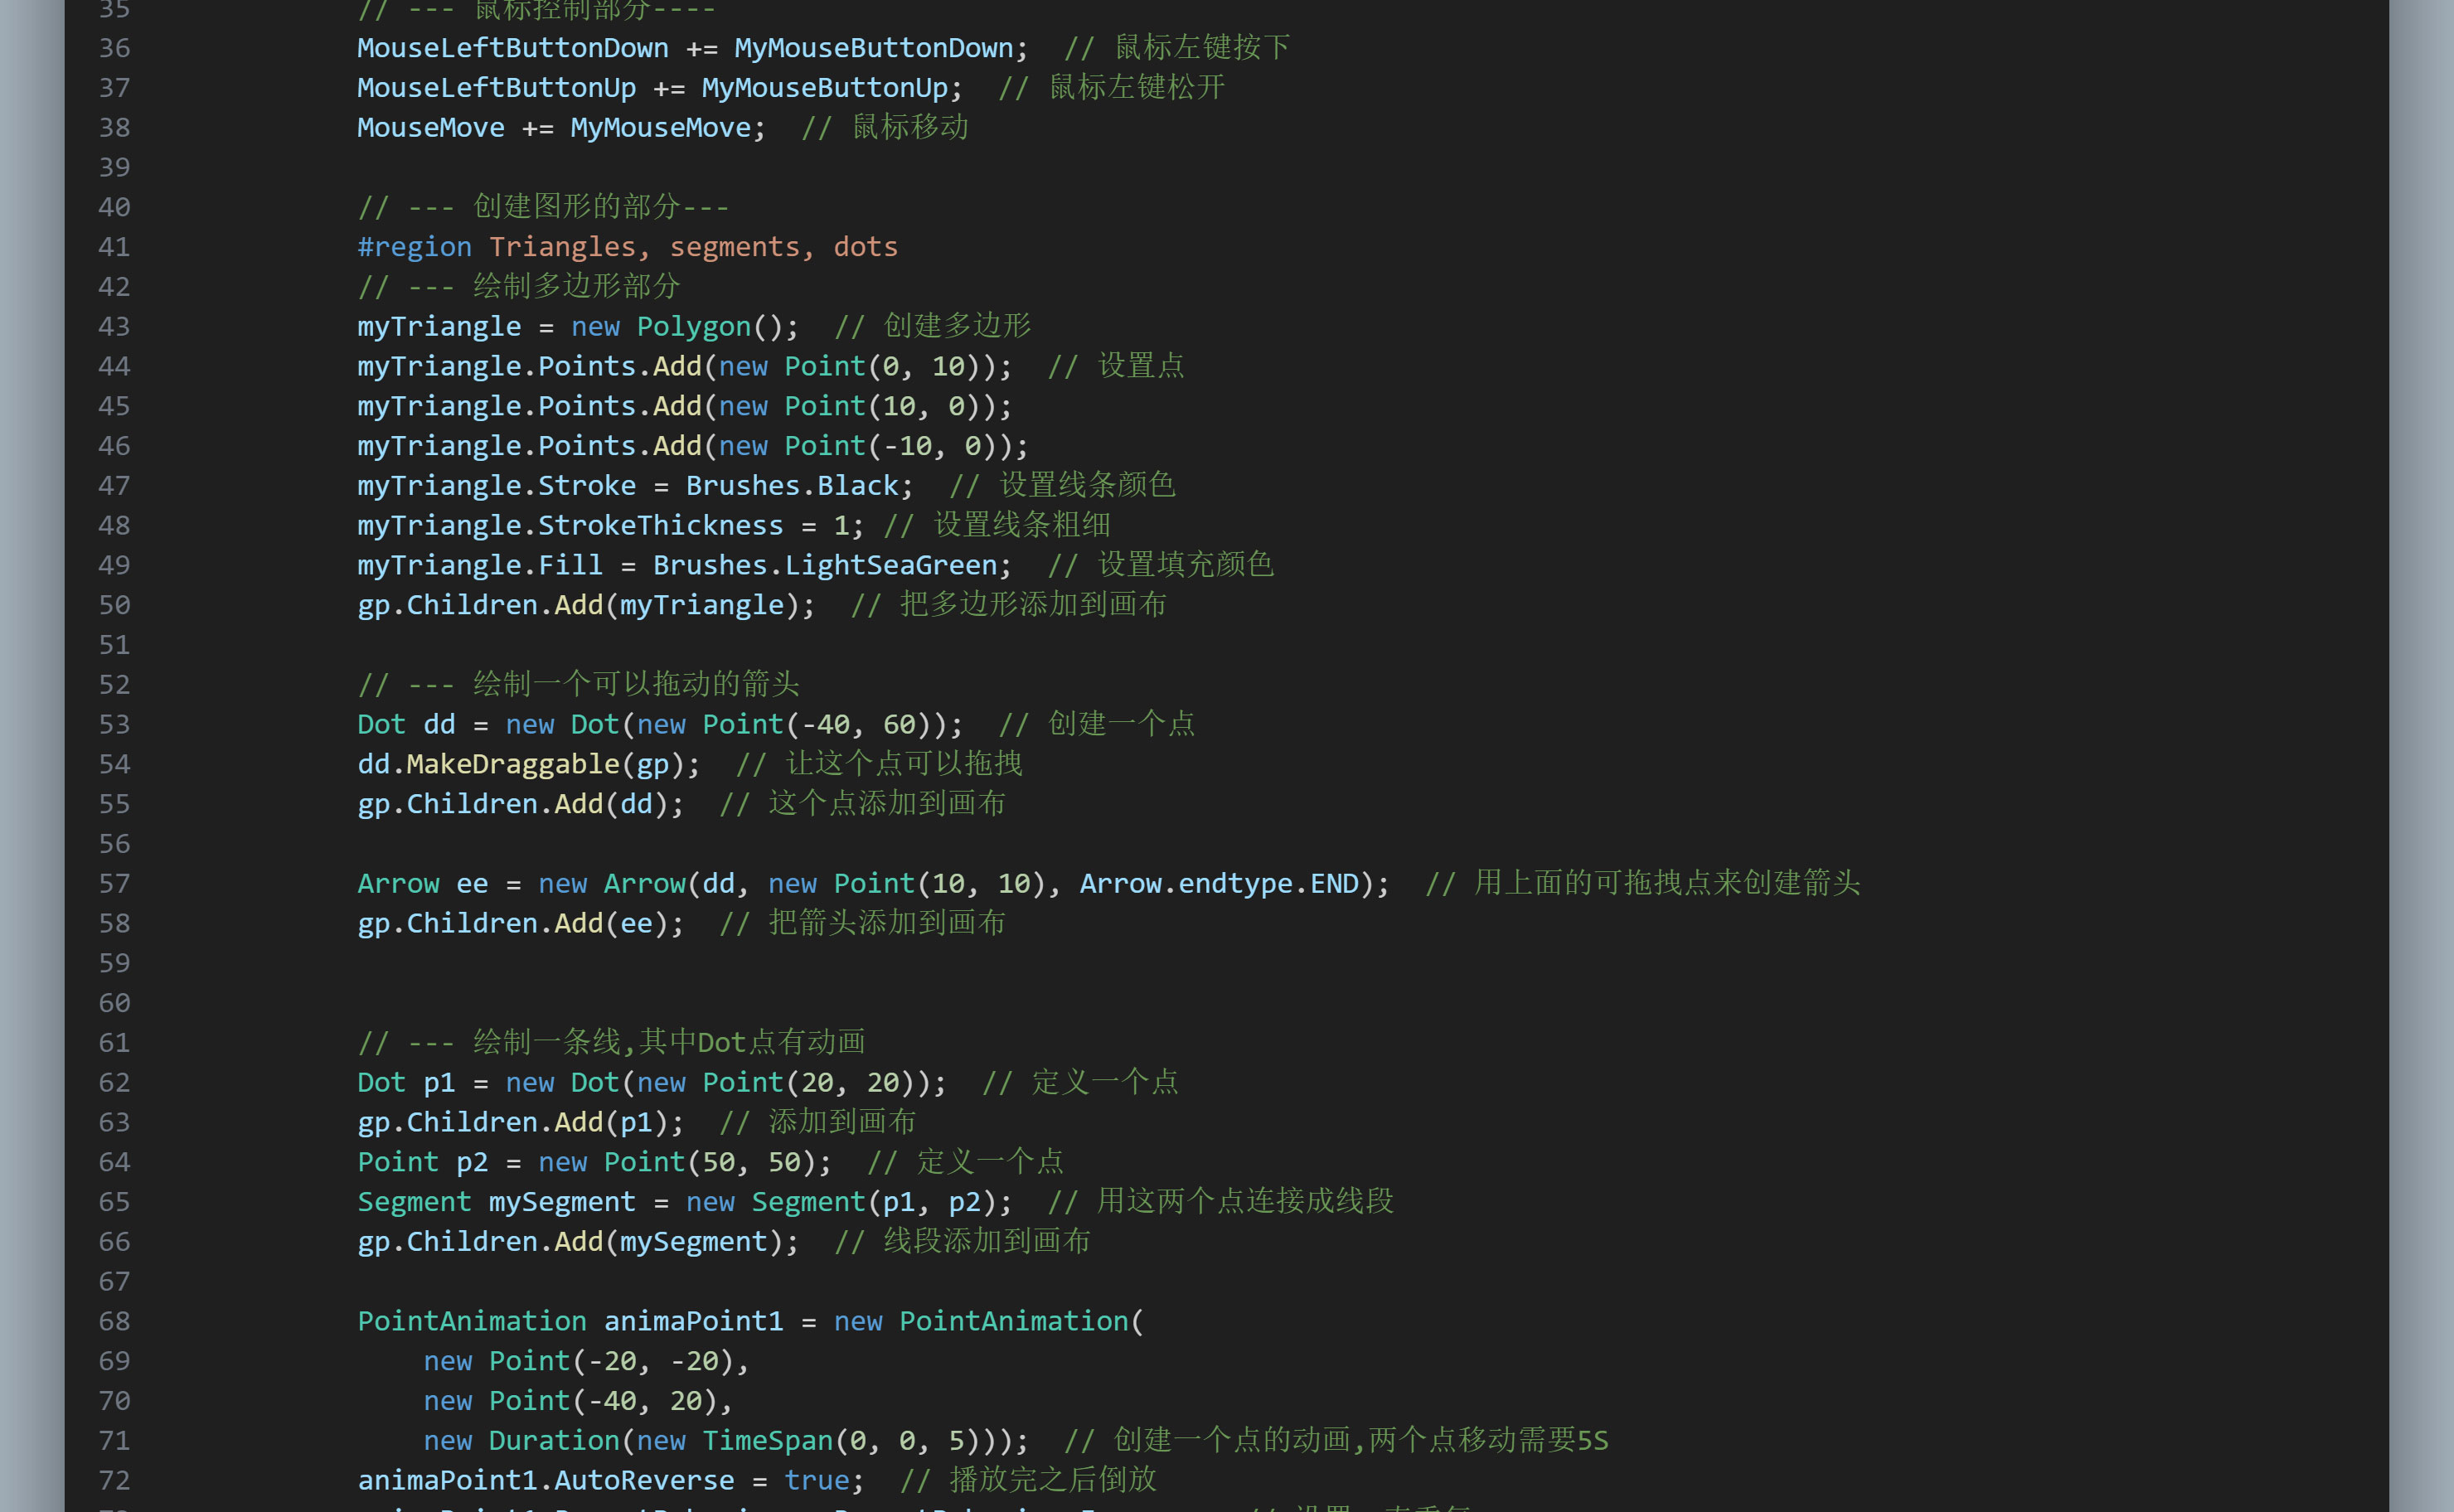 35 // --- 鼠标控制部分----
36 MouseLeftButtonDown += MyMouseButtonDown;  // 鼠标左键按下
37 MouseLeftButtonUp += MyMouseButtonUp;  // 鼠标左键松开
38 MouseMove += MyMouseMove;  // 鼠标移动
39
40 // --- 创建图形的部分---
41 #region Triangles, segments, dots
42 // --- 绘制多边形部分
43 myTriangle = new Polygon();  // 创建多边形
44 myTriangle.Points.Add(new Point(0, 10));  // 设置点
45 myTriangle.Points.Add(new Point(10, 0));
46 myTriangle.Points.Add(new Point(-10, 0));
47 myTriangle.Stroke = Brushes.Black;  // 设置线条颜色
48 myTriangle.StrokeThickness = 1; // 设置线条粗细
49 myTriangle.Fill = Brushes.LightSeaGreen;  // 设置填充颜色
50 gp.Children.Add(myTriangle);  // 把多边形添加到画布
51
52 // --- 绘制一个可以拖动的箭头
53 Dot dd = new Dot(new Point(-40, 60));  // 创建一个点
54 dd.MakeDraggable(gp);  // 让这个点可以拖拽
55 gp.Children.Add(dd);  // 这个点添加到画布
56
57 Arrow ee = new Arrow(dd, new Point(10, 10), Arrow.endtype.END);  // 用上面的可拖拽点来创建箭头
58 gp.Children.Add(ee);  // 把箭头添加到画布
59
60
61 // --- 绘制一条线,其中Dot点有动画
62 Dot p1 = new Dot(new Point(20, 20));  // 定义一个点
63 gp.Children.Add(p1);  // 添加到画布
64 Point p2 = new Point(50, 50);  // 定义一个点
65 Segment mySegment = new Segment(p1, p2);  // 用这两个点连接成线段
66 gp.Children.Add(mySegment);  // 线段添加到画布
67
68 PointAnimation animaPoint1 = new PointAnimation(
69 new Point(-20, -20),
70 new Point(-40, 20),
71 new Duration(new TimeSpan(0, 0, 5)));  // 创建一个点的动画,两个点移动需要5S
72 animaPoint1.AutoReverse = true;  // 播放完之后倒放